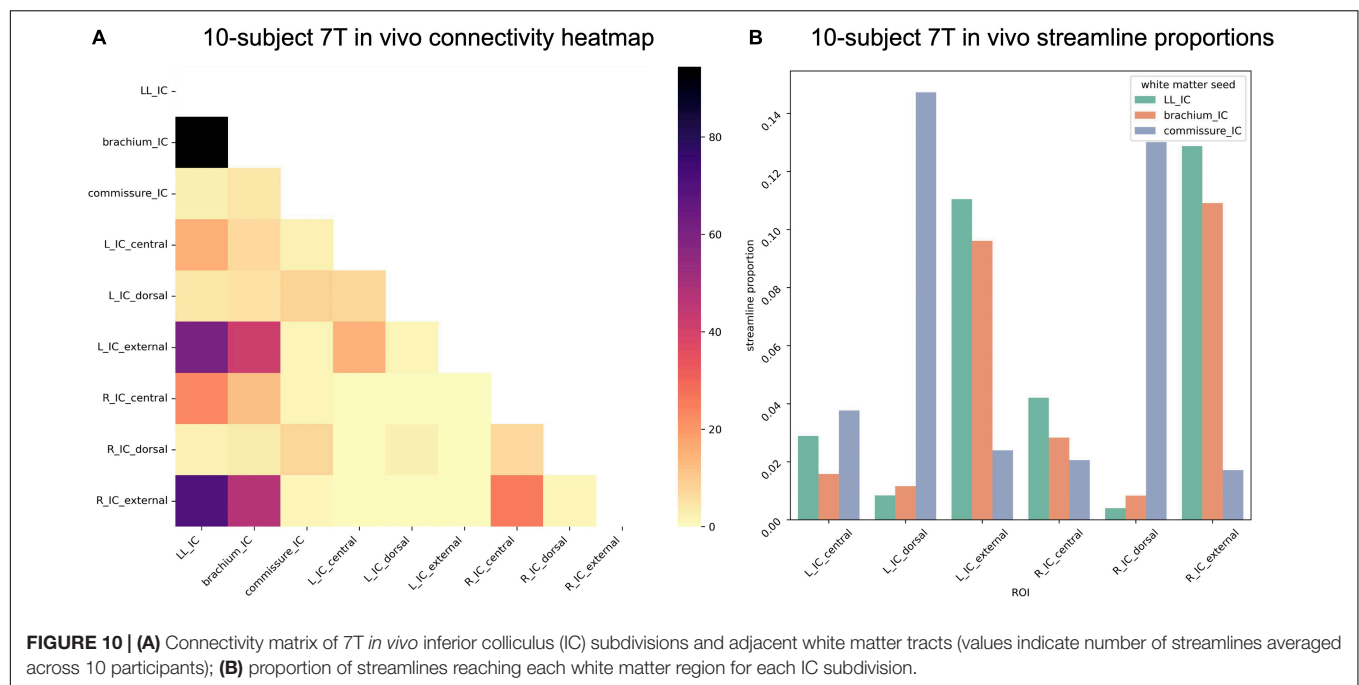 A 10-subject 7T in vivo connectivity heatmap
LL_IC
brachium_IC
commissure_IC
L_IC_central
L_IC_dorsal
L_IC_external
R_IC_central
R_IC_dorsal
R_IC_external
LL_IC
brachium_IC
commissure_IC
L_IC_central
L_IC_dorsal
L_IC_external
R_IC_central
R_IC_dorsal
R_IC_external
80
60
40
20
0
B 10-subject 7T in vivo streamline proportions
white matter seed
LL_IC
brachium_IC
commissure_IC
0.14
0.12
0.10
0.08
0.06
0.04
0.02
0.00
streamline proportion
L_IC_central
L_IC_dorsal
L_IC_external
R_IC_central
R_IC_dorsal
R_IC_external
ROI
FIGURE 10 | (A) Connectivity matrix of 7T in vivo inferior colliculus (IC) subdivisions and adjacent white matter tracts (values indicate number of streamlines averaged
across 10 participants); (B) proportion of streamlines reaching each white matter region for each IC subdivision.